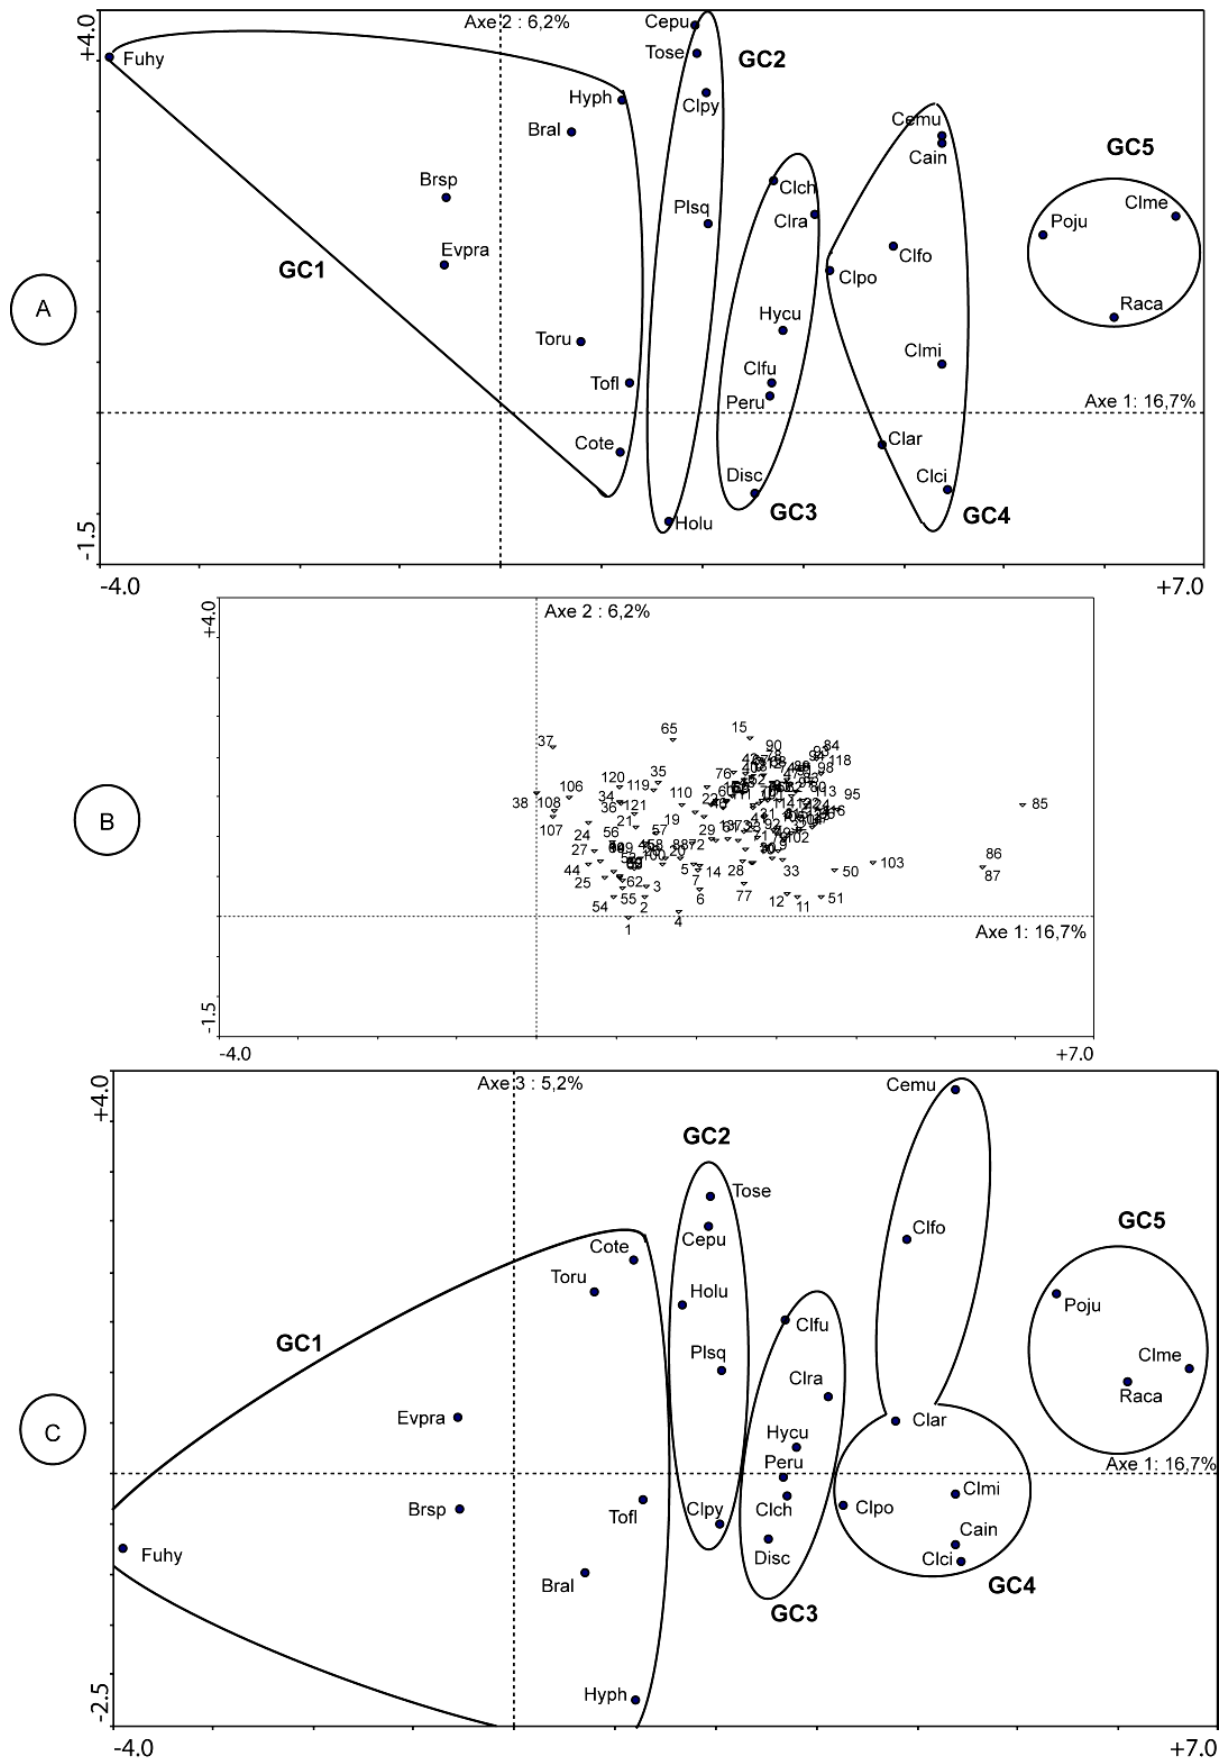 +4.0
Axe 2 : 6,2%
Cepu
Tose
GC2
Fuhy
Hyph
Clpy
Bral
Cemu
Cain
GC5
Brsp
Clch
Clme
Plsq
Clra
Poju
Evpra
Clfo
GC1
Clpo
A
Raca
Hycu
Toru
Clmi
Tofl
Clfu
Peru
Axe 1: 16,7%
Cote
Clar
Disc
Clci
GC3
GC4
Holu
-1.5
-4.0
+7.0
+4.0
Axe 2 : 6,2%
65
15
37
90
84
118
120
119
35
76
98
106
38
108
34
36
121
110
113
95
85
107
21
19
24
56
57
29
27
72
102
86
44
100
5
14
28
33
50
103
87
25
62
3
7
54
55
2
6
77
12
11
51
1
4
Axe 1: 16,7%
B
-1.5
-4.0
+7.0
+4.0
Axe 3 : 5,2%
Cemu
GC2
Tose
Cepu
Clfo
GC5
Cote
Toru
Holu
Poju
GC1
Clfu
Plsq
Clra
Clme
Raca
Evpra
Clar
C
Hycu
Peru
Axe 1: 16,7%
Clmi
Brsp
Tofl
Clpy
Clch
Clpo
Cain
Fuhy
Disc
Clci
Bral
GC4
GC3
Hyph
-2.5
-4.0
+7.0